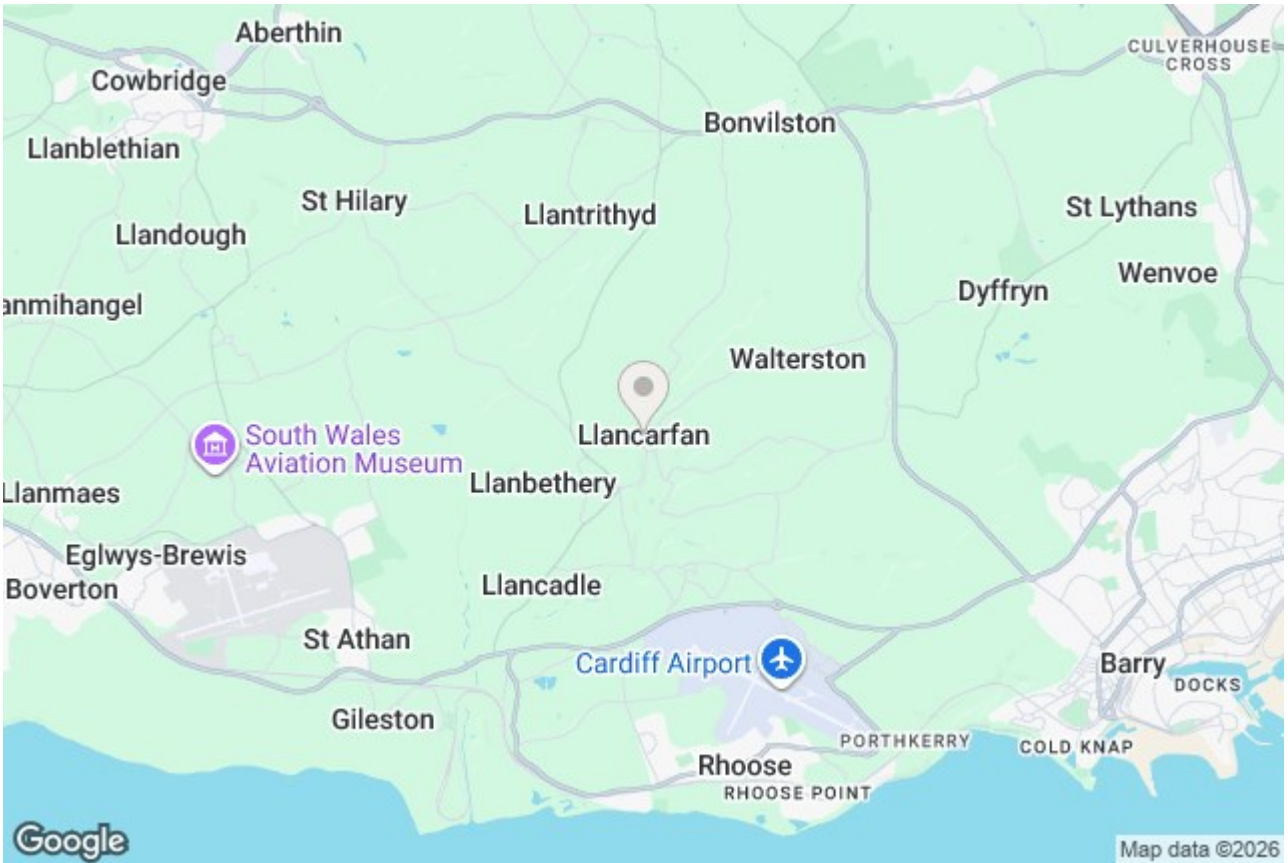 Aberthin
CULVERHOUSE
CROSS
Cowbridge
Bonvilston
Llanblethian
St Hilary
Llantrithyd
St Lythans
Llandough
Wenvoe
Dyffryn
anmihangel
Walterston
Llancarfan
South Wales
Aviation Museum
Llanbethery
Llanmaes
Eglwys-Brewis
Boverton
Llancadle
St Athan
Cardiff Airport
Barry
DOCKS
Gileston
PORTHKERRY
COLD KNAP
Rhoose
RHOOSE POINT
Google
Map data ©2026